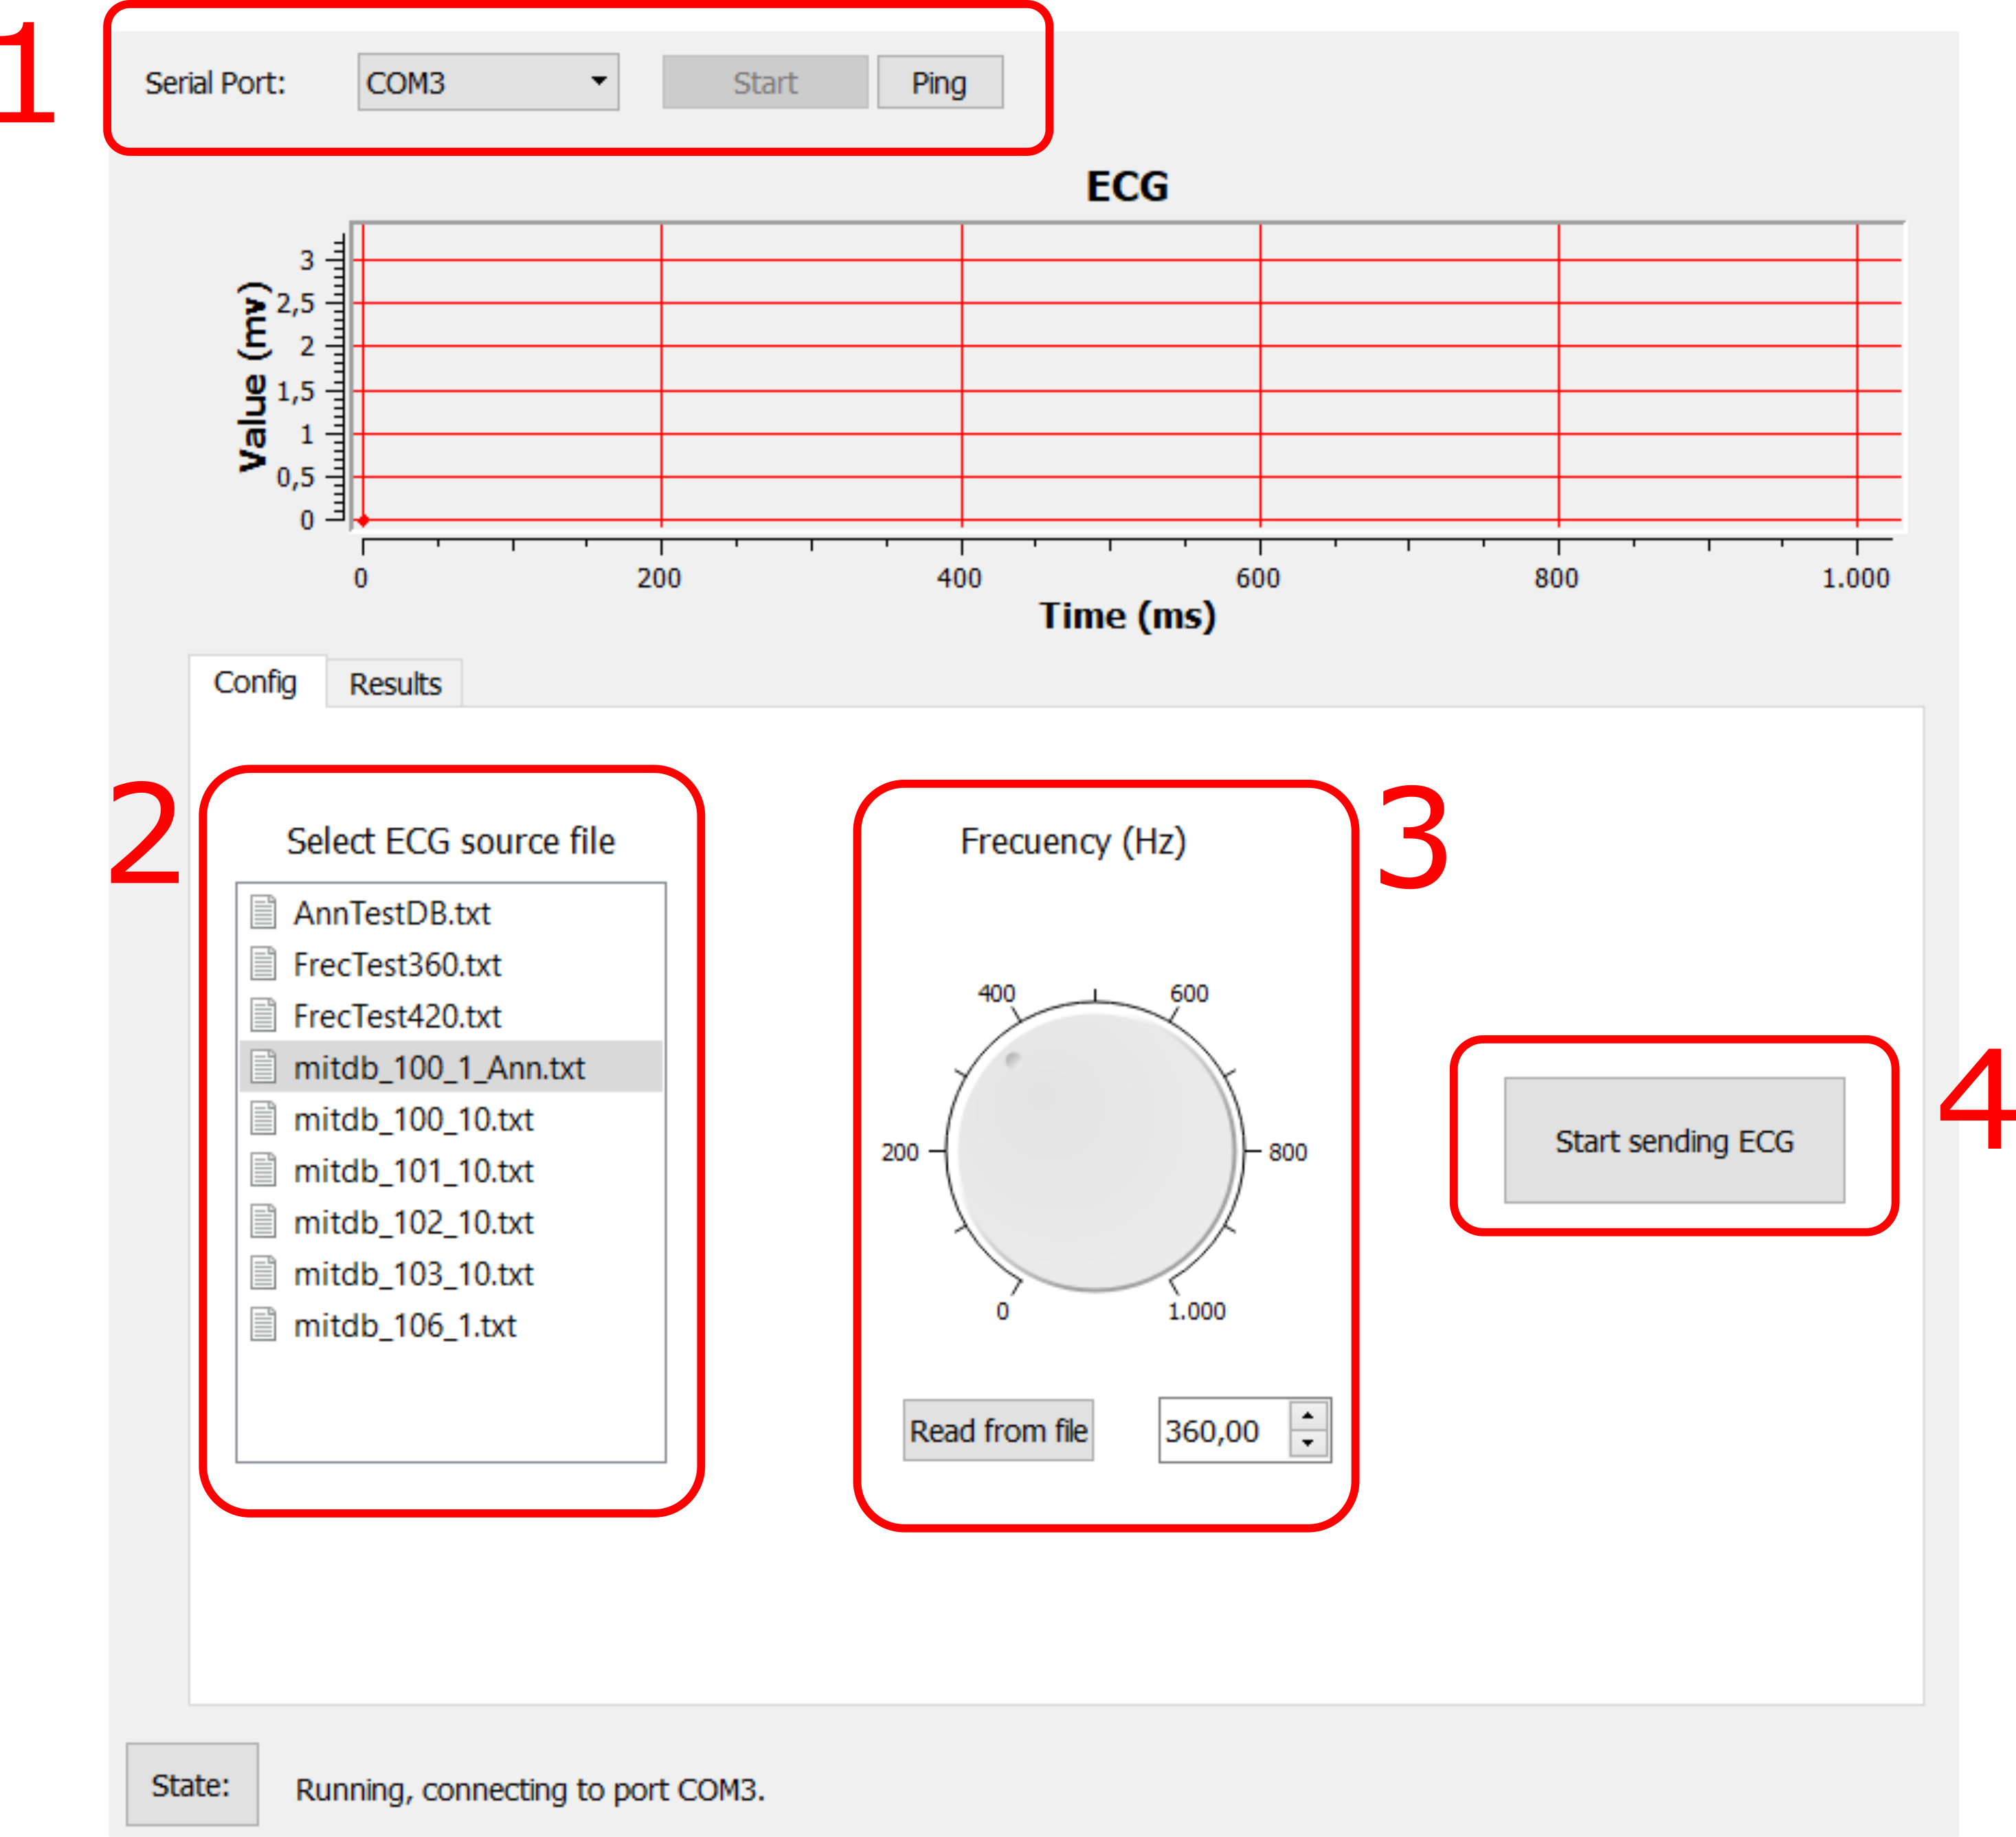 1
Serial Port: COM3 Start Ping
ECG
Value (mv)
3
2,5
2
1,5
1
0,5
0
0 200 400 600 800 1.000
Time (ms)
Config Results
2
Select ECG source file
AnnTestDB.txt
FrecTest360.txt
FrecTest420.txt
mitdb_100_1_Ann.txt
mitdb_100_10.txt
mitdb_101_10.txt
mitdb_102_10.txt
mitdb_103_10.txt
mitdb_106_1.txt
3
Frecuency (Hz)
400 600
200 800
0 1.000
Read from file 360,00
4
Start sending ECG
State: Running, connecting to port COM3.